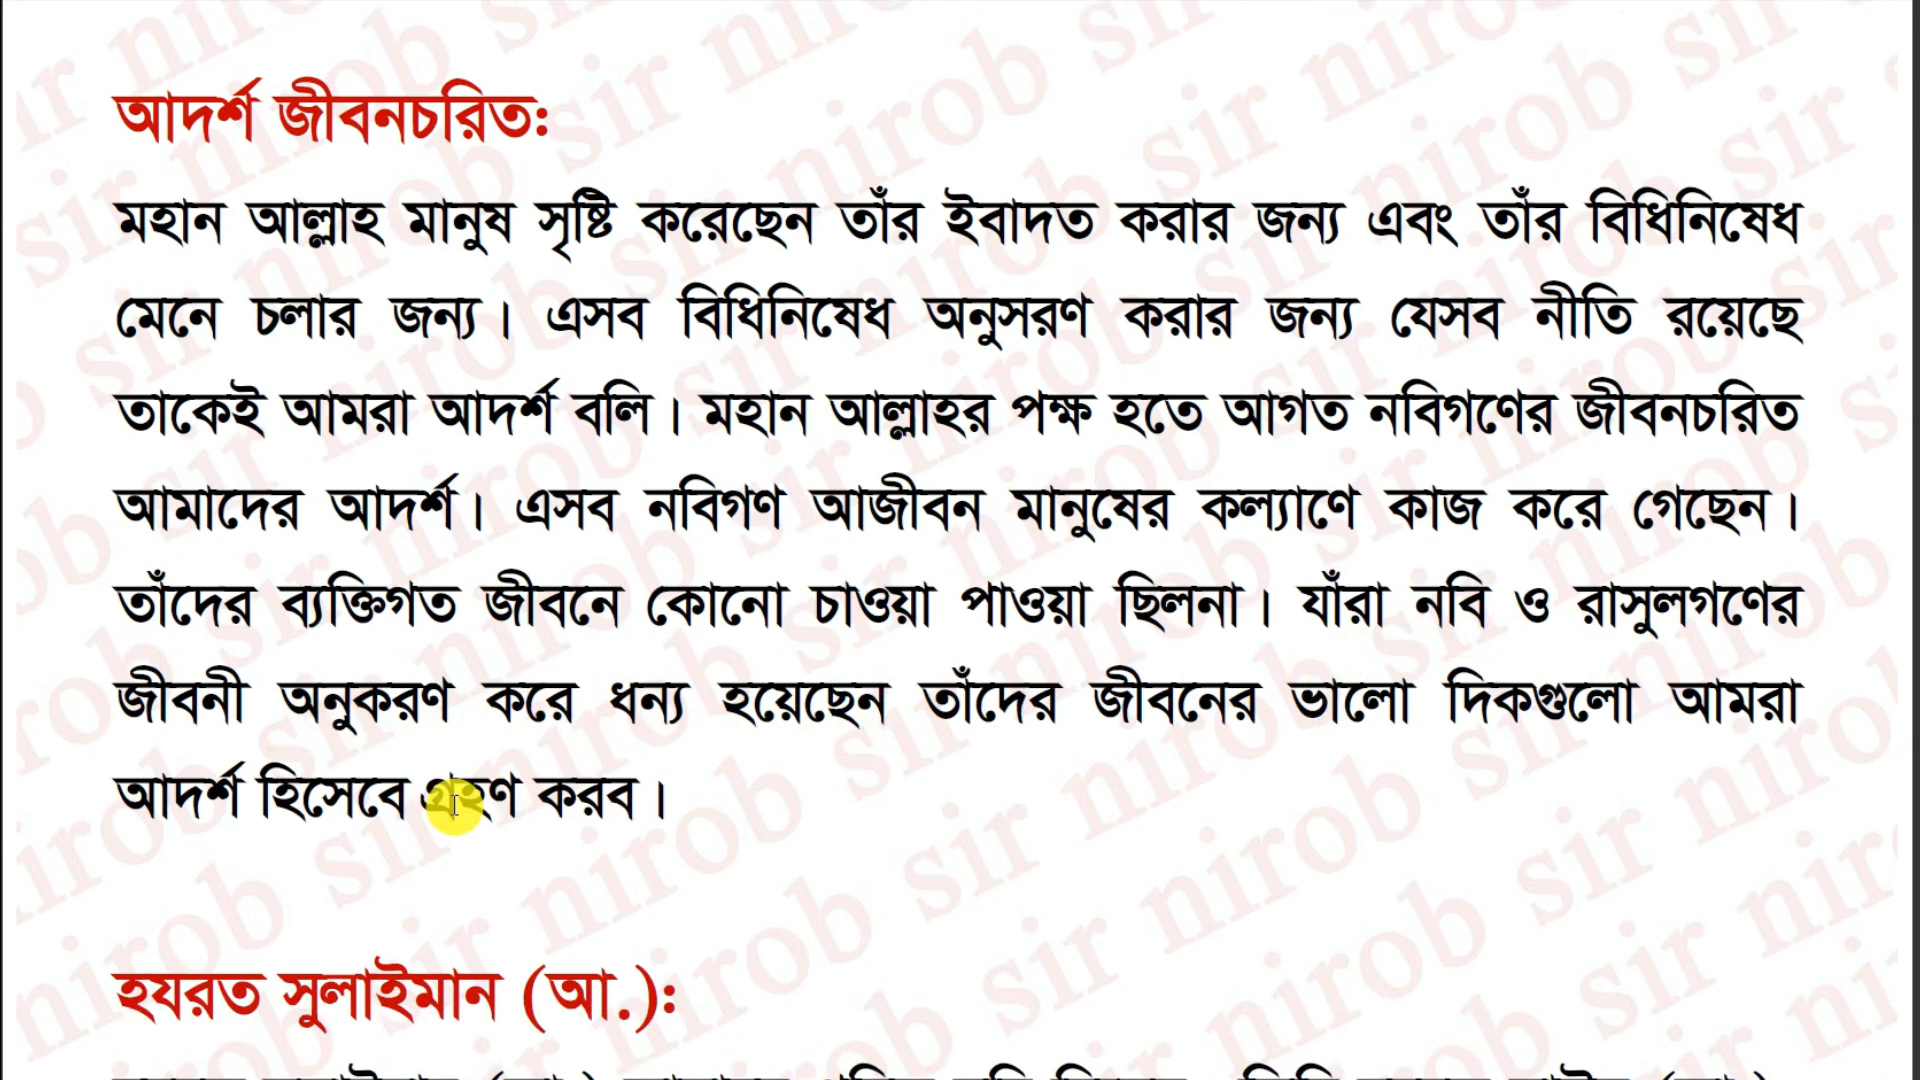 আদর্শ জীবনচরিত:
মহান আল্লাহ মানুষ সৃষ্টি করেছেন তাঁর ইবাদত করার জন্য এবং তাঁর বিধিনিষেধ
মেনে চলার জন্য। এসব বিধিনিষেধ অনুসরণ করার জন্য যেসব নীতি রয়েছে
তাকেই আমরা আদর্শ বলি। মহান আল্লাহর পক্ষ হতে আগত নবিগণের জীবনচরিত
আমাদের আদর্শ। এসব নবিগণ আজীবন মানুষের কল্যাণে কাজ করে গেছেন।
তাঁদের ব্যক্তিগত জীবনে কোনো চাওয়া পাওয়া ছিলনা। যাঁরা নবি ও রাসুলগণের
জীবনী অনুকরণ করে ধন্য হয়েছেন তাঁদের জীবনের ভালো দিকগুলো আমরা
আদর্শ হিসেবে গ্রহণ করব।
হযরত সুলাইমান (আ.):